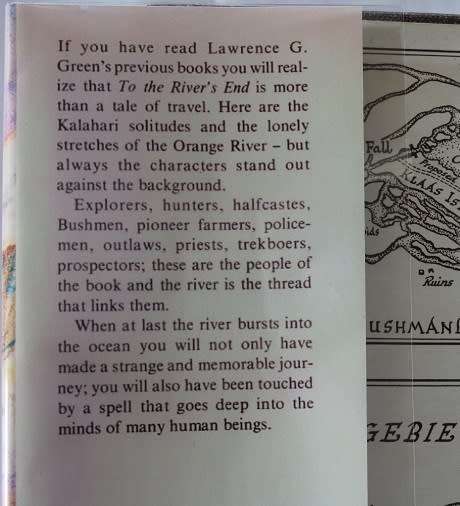 If you have read Lawrence G.
Green's previous books you will real-
ize that To the River's End is more
than a tale of travel. Here are the
Kalahari solitudes and the lonely
stretches of the Orange River – but
always the characters stand out
against the background.
Explorers, hunters, halfcastes,
Bushmen, pioneer farmers, police-
men, outlaws, priests, trekboers,
prospectors; these are the people of
the book and the river is the thread
that links them.
When at last the river bursts into
the ocean you will not only have
made a strange and memorable jour-
ney; you will also have been touched
by a spell that goes deep into the
minds of many human beings.
Fall
KLAAS IS
ids
Ruins
USHMAN
GEBIE